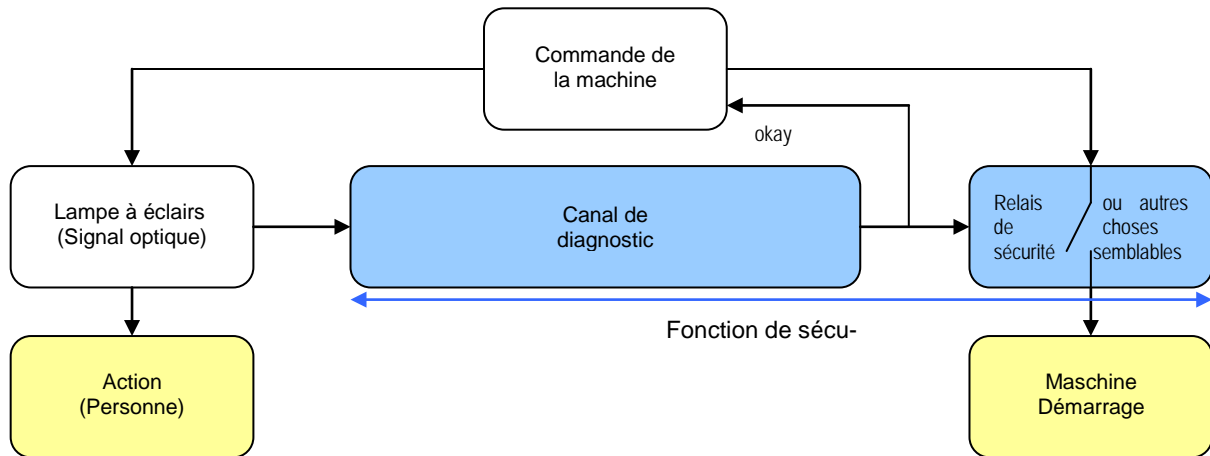 Commande de
la machine
okay
Lampe à éclairs
(Signal optique)
Canal de
diagnostic
Relais ou autres
de choses
sécurité semblables
Fonction de sécu-
Action
(Personne)
Maschine
Démarrage